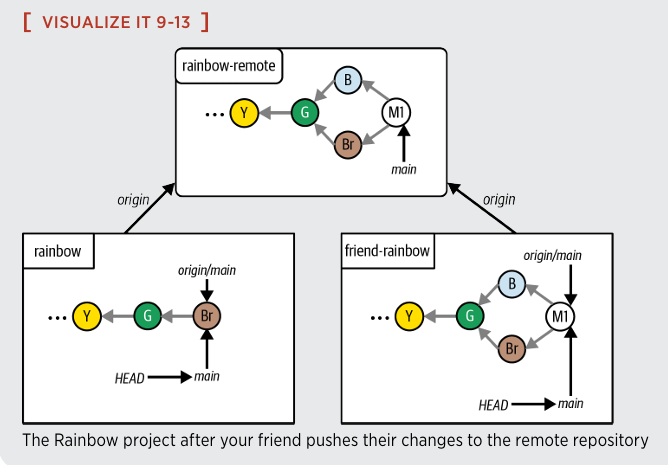 [ VISUALIZE IT 9-13 ]
rainbow-remote
B
... Y G M1
Br
main
origin origin
rainbow
origin/main
... Y G Br
HEAD main
friend-rainbow
origin/main
B
... Y G M1
Br
HEAD main
The Rainbow project after your friend pushes their changes to the remote repository